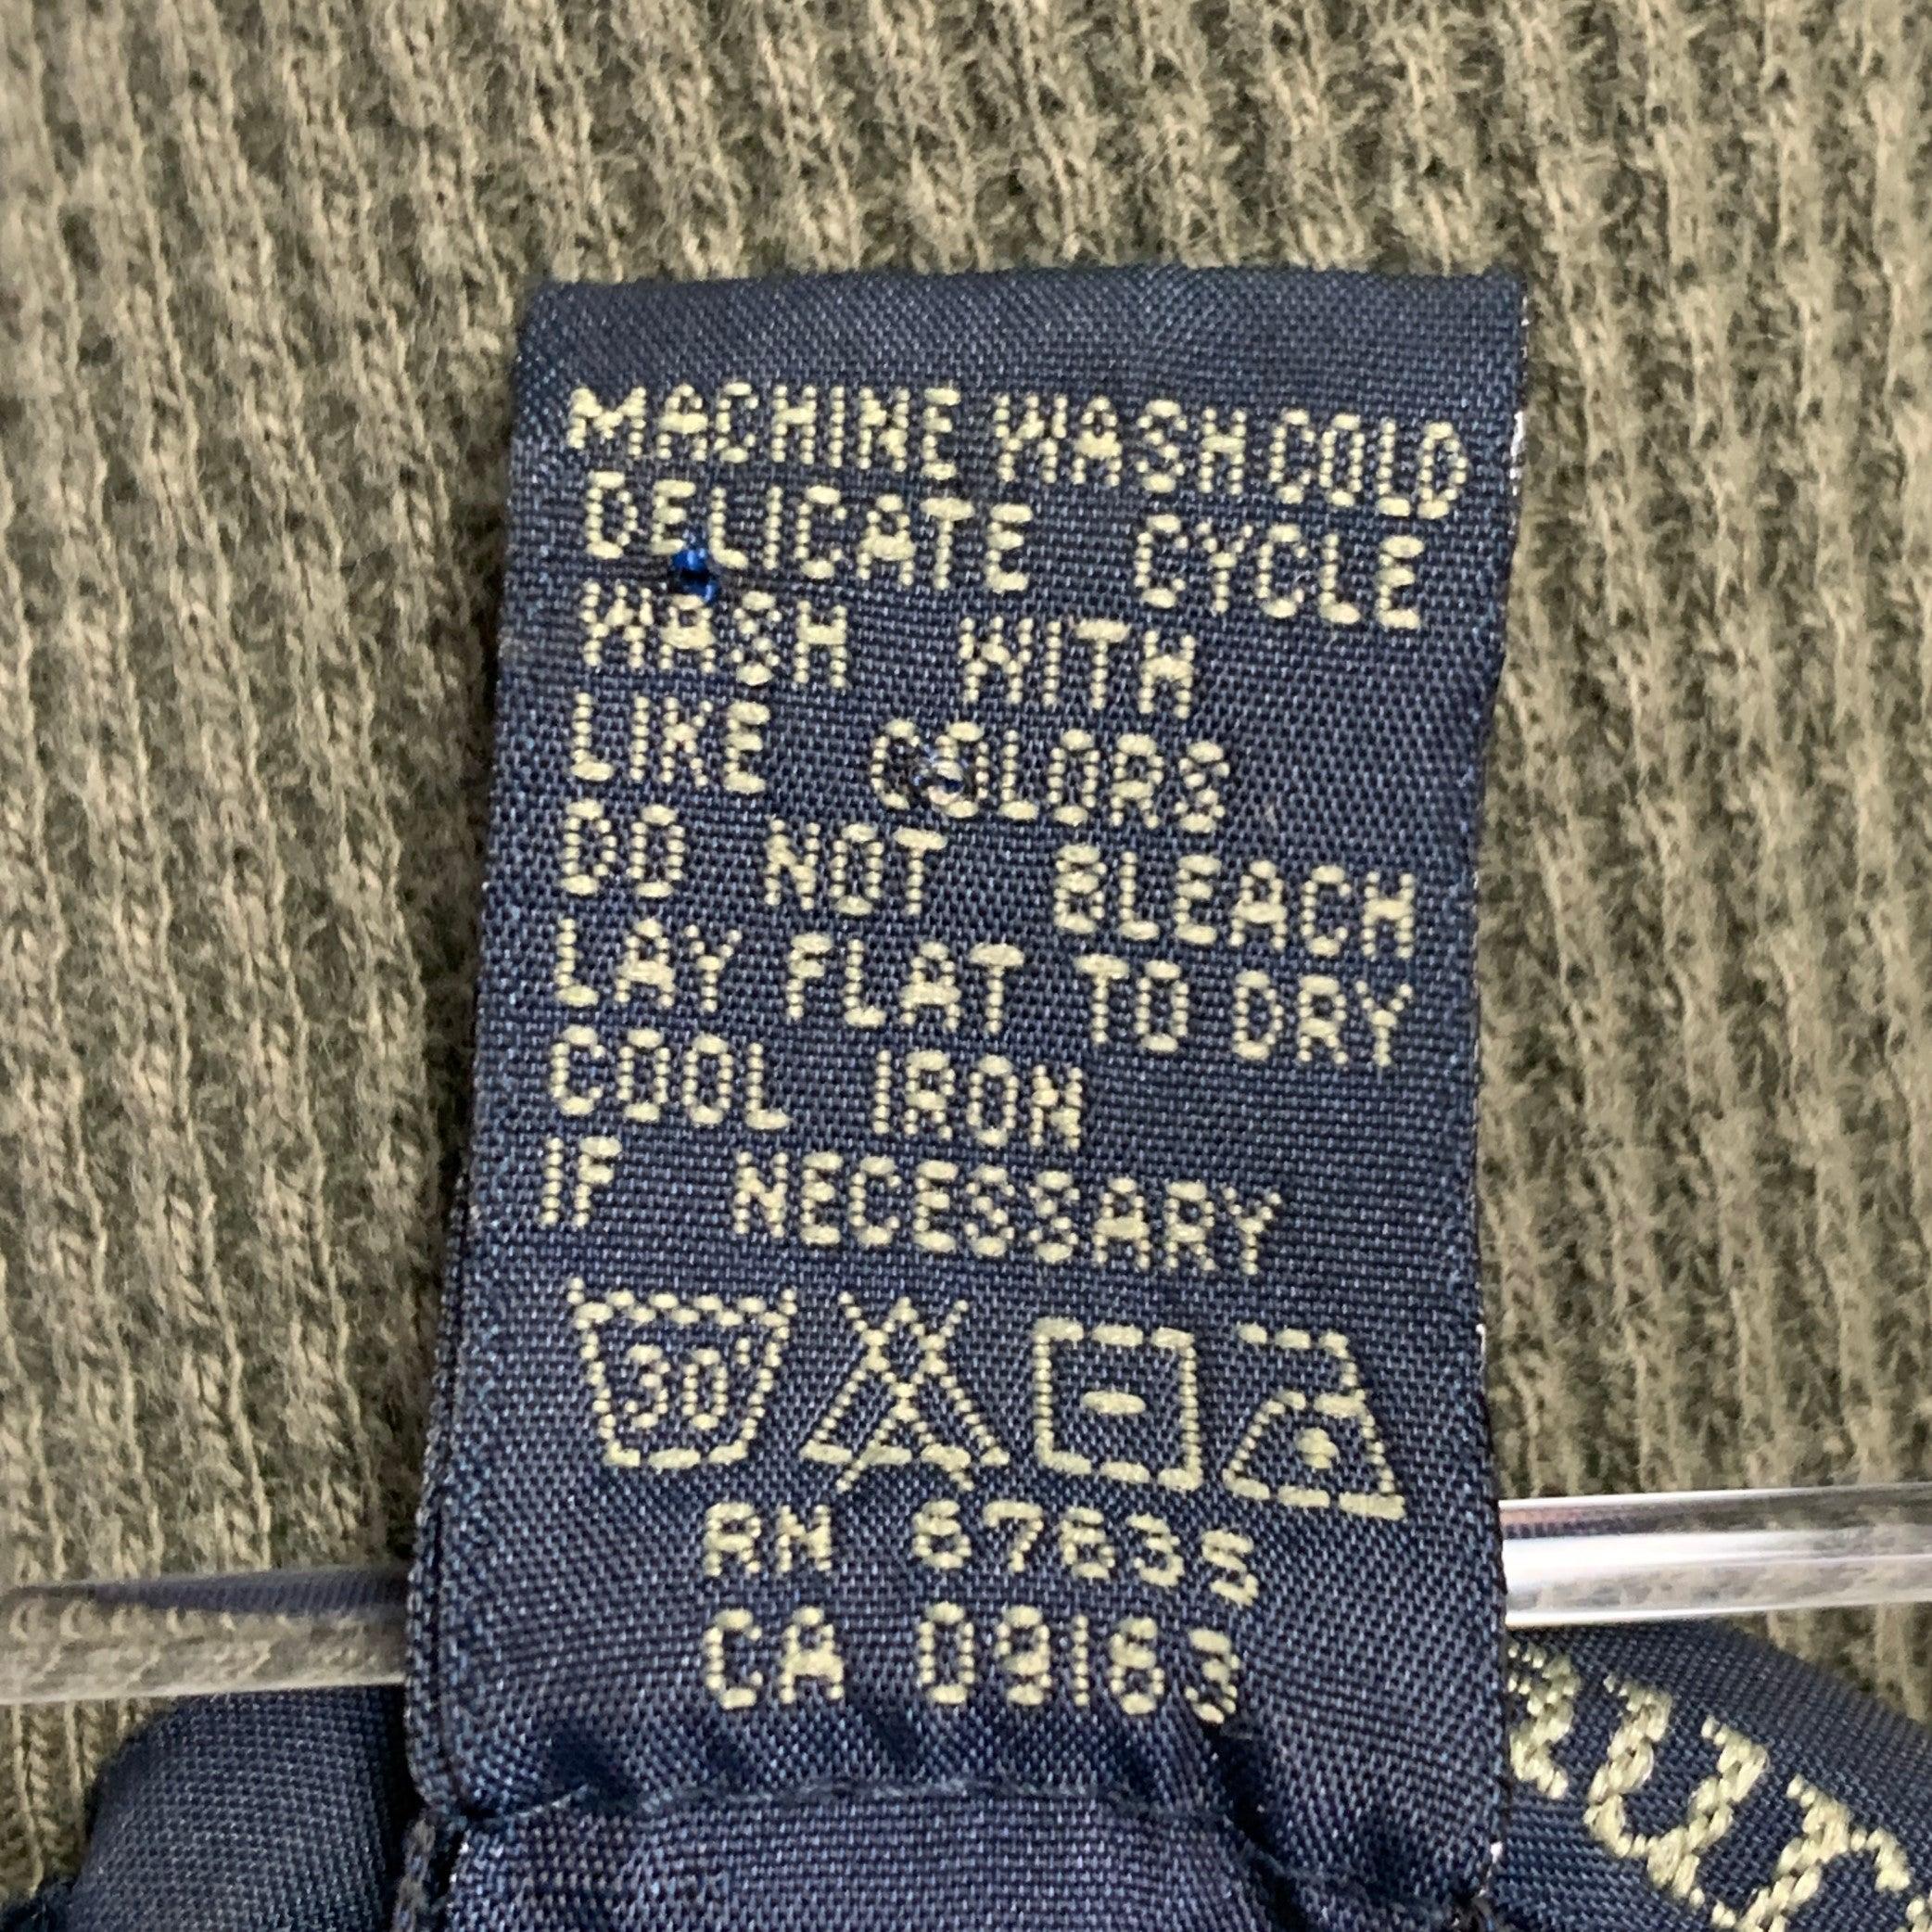 MACHINE WASH COLD
DELICATE CYCLE
WASH WITH
LIKE COLORS
DO NOT BLEACH
LAY FLAT TO DRY
COOL IRON
IF NECESSARY
30°
RN 67635
CA 09163